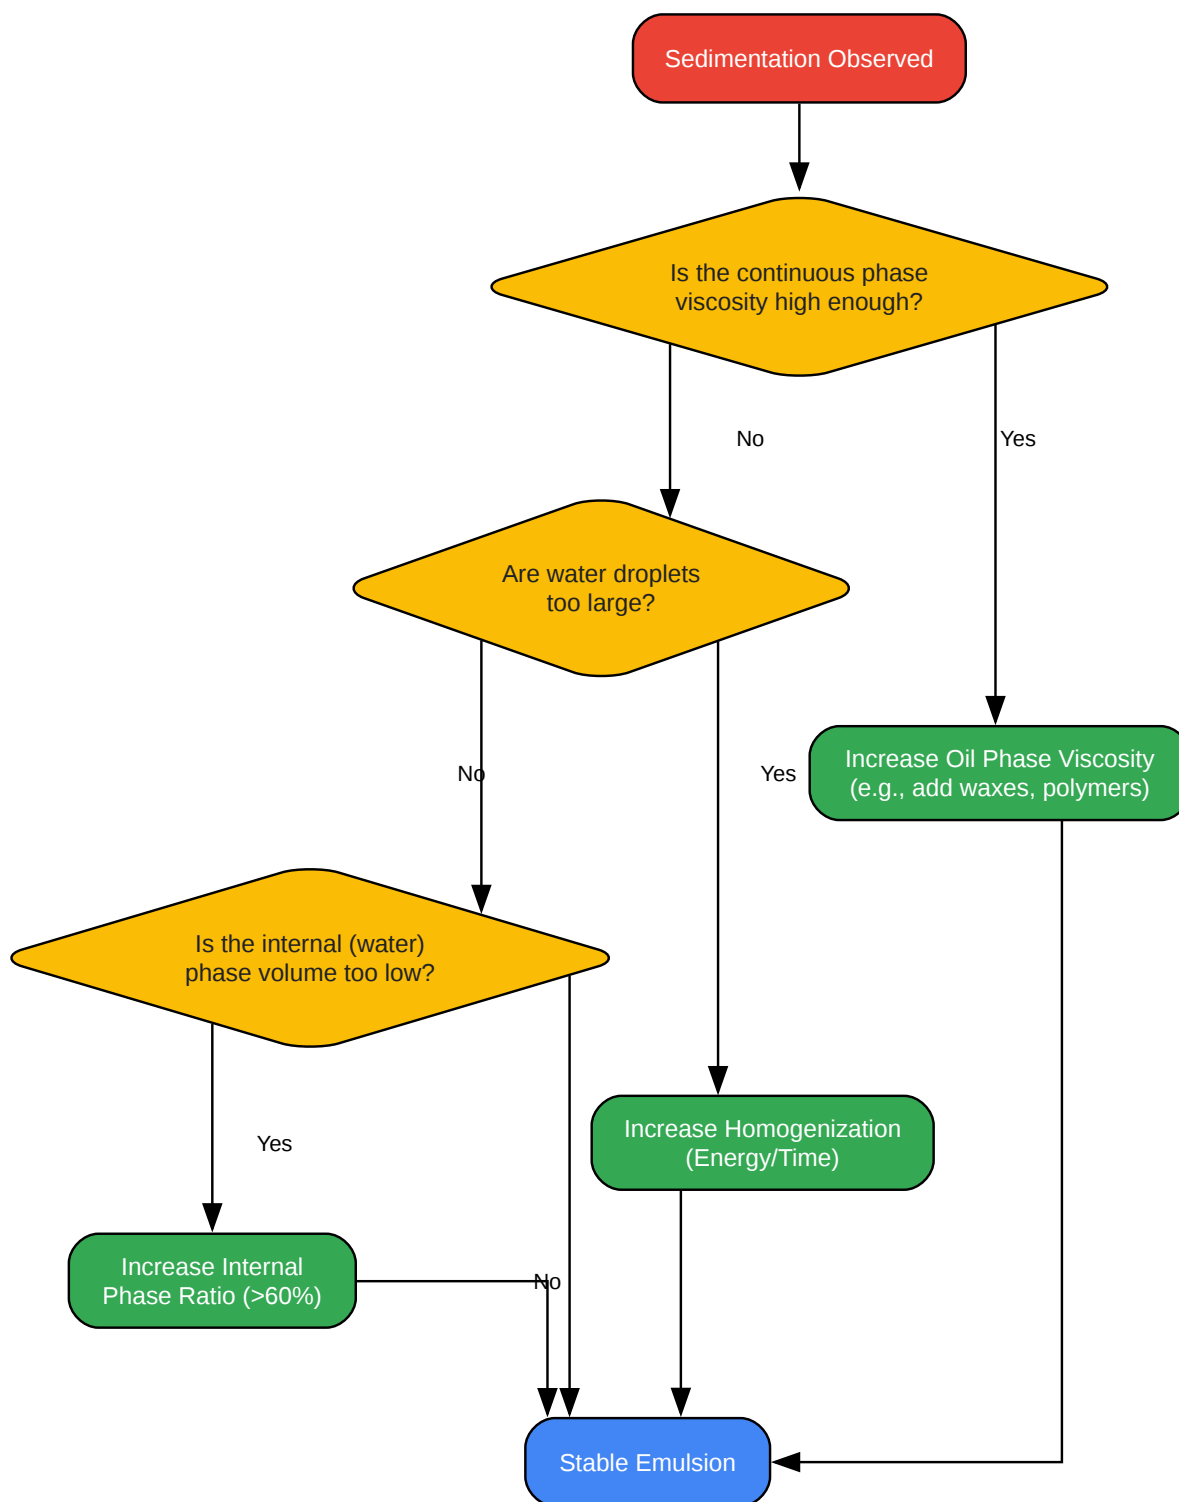 Sedimentation Observed
Is the continuous phase
viscosity high enough?
No
Yes
Are water droplets
too large?
No
Yes
Increase Oil Phase Viscosity
(e.g., add waxes, polymers)
Is the internal (water)
phase volume too low?
Yes
Increase Homogenization
(Energy/Time)
Increase Internal
Phase Ratio (>60%)
No
Stable Emulsion